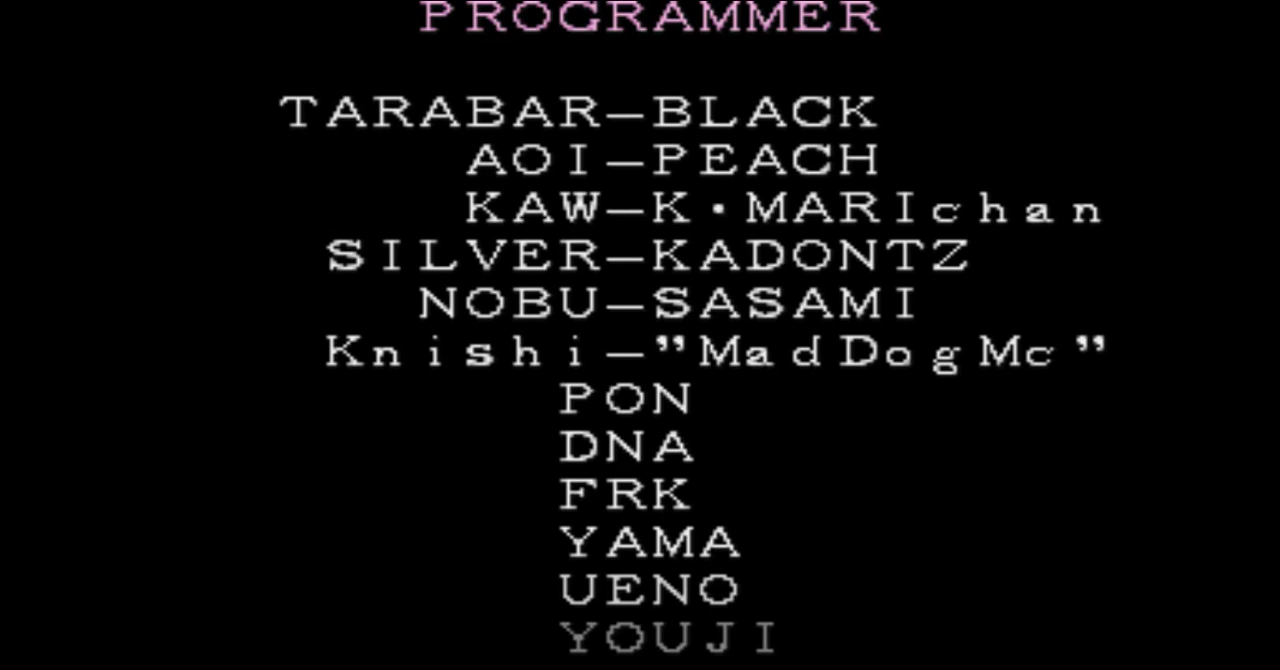 PROGRAMMER
TARABAR—BLACK
AOI—PEACH
KAW—K・MARIchan
SILVER—KADONTZ
NOBU—SASAMI
Knishi—”MadDogMc”
PON
DNA
FRK
YAMA
UENO
YOUJI